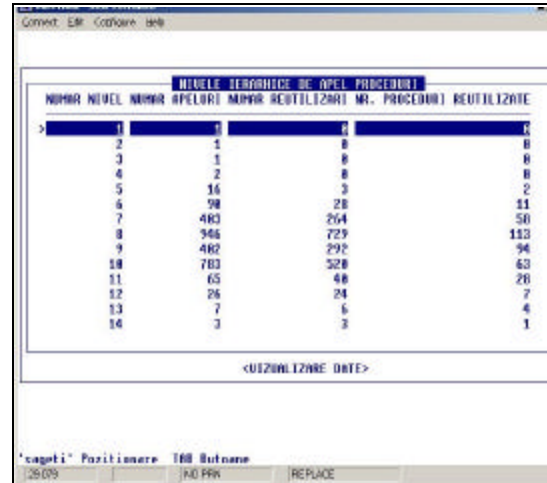 Connect Edit Configure Help
NIVELE IERARHICE DE APEL PROCEDURI
NUMAR NIVEL NUMAR APELURI NUMAR REUTILIZARI NR. PROCEDURI REUTILIZATE
> 1 1 0 0
2 1 0 0
3 1 0 0
4 2 0 0
5 16 3 2
6 90 28 11
7 403 264 50
8 946 729 113
9 402 292 94
10 783 520 63
11 65 40 28
12 26 24 7
13 7 6 4
14 3 3 1
<VIZUALIZARE DATE>
'sageti' Pozitionare TAB Butoane
NO PRN REPLACE